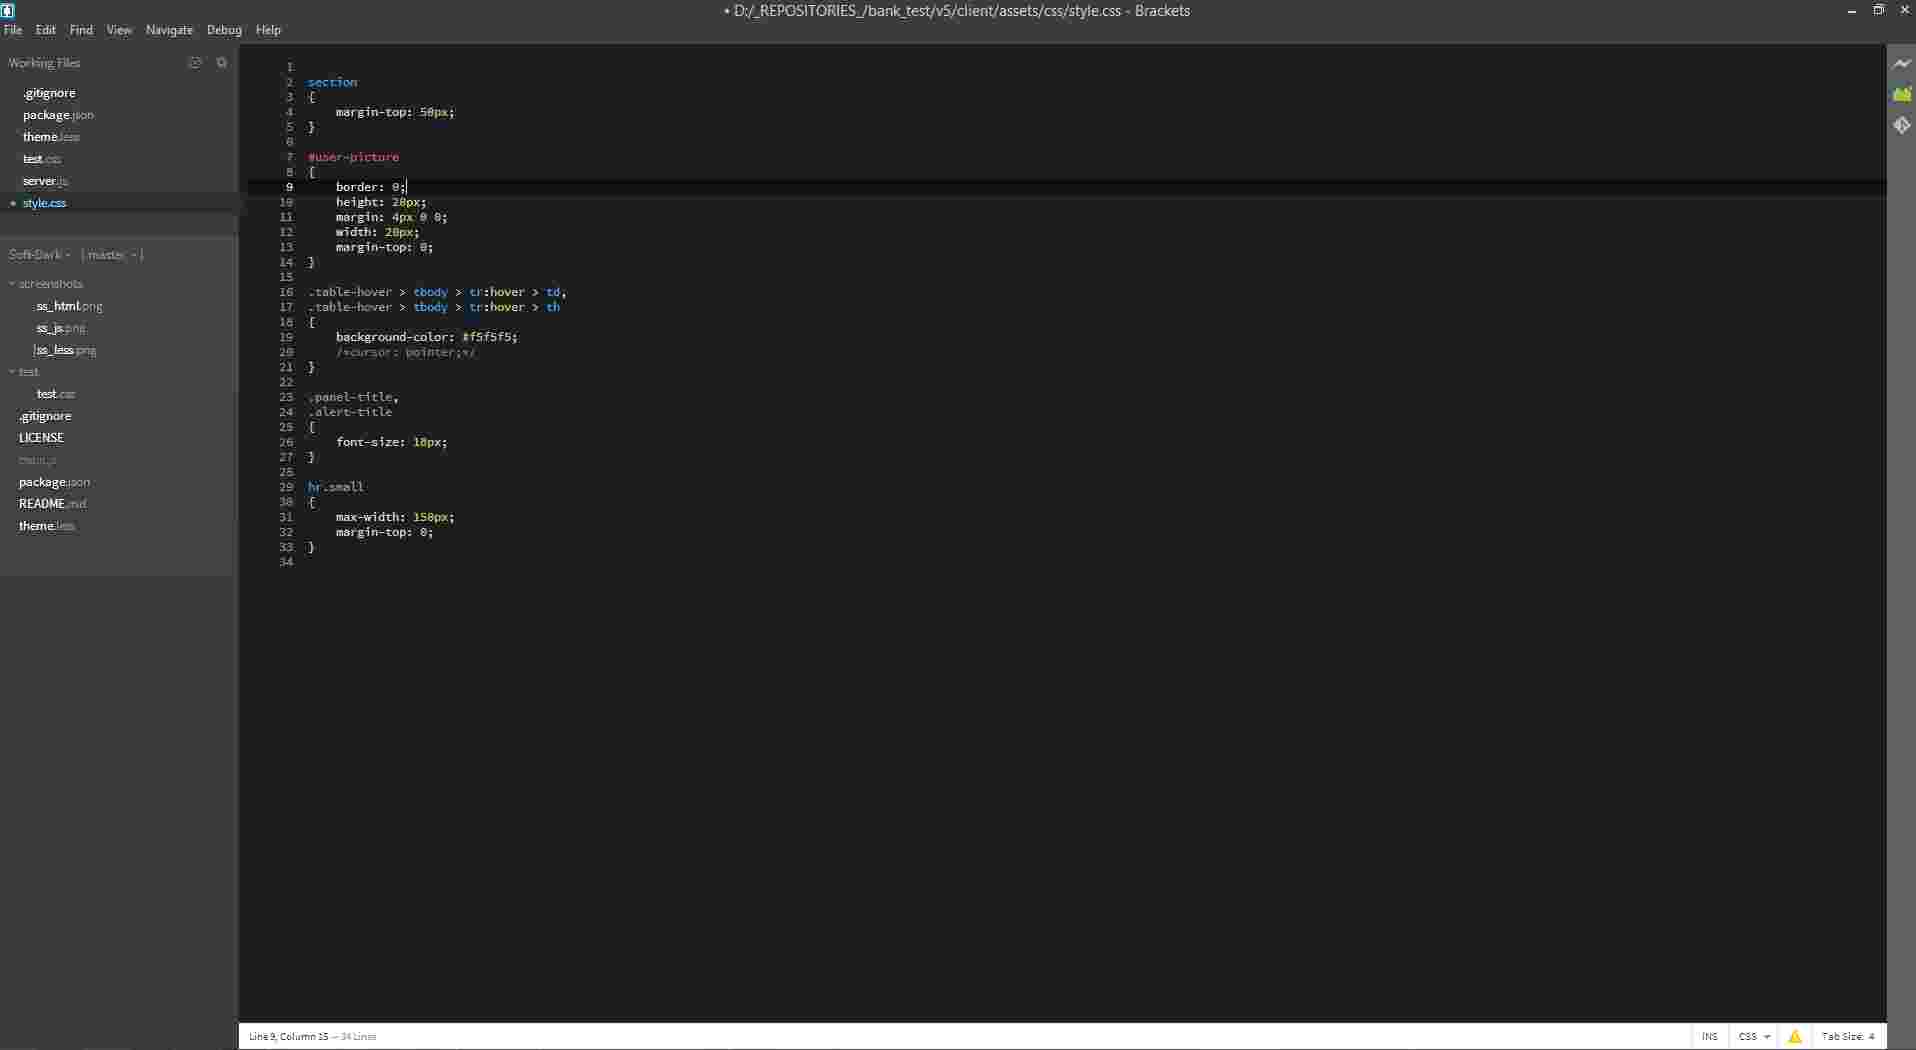 • D:/_REPOSITORIES_/bank_test/v5/client/assets/css/style.css - Brackets
File Edit Find View Navigate Debug Help
Working Files
.gitignore
package.json
theme.less
test.css
server.js
• style.css
Soft-Dark [ master ]
screenshots
ss_html.png
ss_js.png
ss_less.png
test
test.css
.gitignore
LICENSE
package.json
README.md
theme.less
1
2 section
3 {
4 margin-top: 50px;
5 }
6
7 #user-picture
8 {
9 border: 0;
10 height: 20px;
11 margin: 4px 0 0;
12 width: 20px;
13 margin-top: 0;
14 }
15
16 .table-hover > tbody > tr:hover > td,
17 .table-hover > tbody > tr:hover > th
18 {
19 background-color: #f5f5f5;
20 /*cursor: pointer;*/
21 }
22
23 .panel-title,
24 .alert-title
25 {
26 font-size: 18px;
27 }
28
29 hr.small
30 {
31 max-width: 150px;
32 margin-top: 0;
33 }
34
Line 9, Column 15 — 34 Lines
INS CSS Tab Size: 4